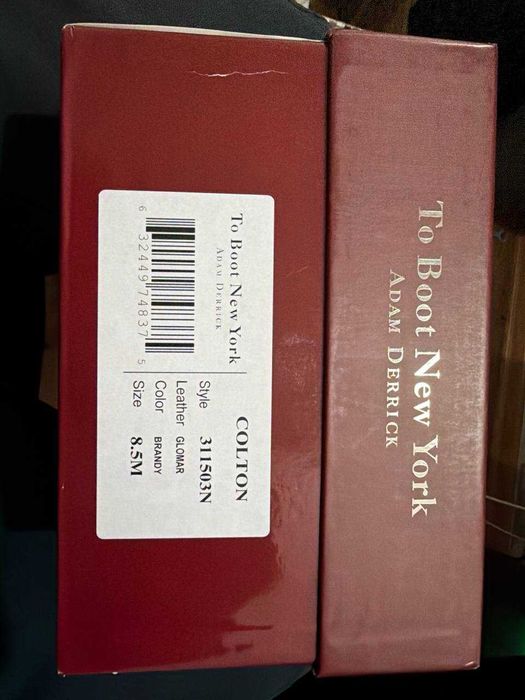 To Boot New York
ADAM DERRICK
To Boot New York
ADAM DERRICK
6 32449 74837 5
COLTON
Style 311503N
Leather GLOMAR
Color BRANDY
Size 8.5M